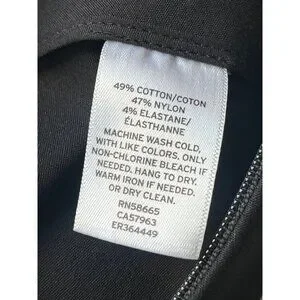 49% COTTON/COTON
47% NYLON
4% ELASTANE/
ÉLASTHANNE
MACHINE WASH COLD,
WITH LIKE COLORS. ONLY
NON-CHLORINE BLEACH IF
NEEDED. HANG TO DRY.
WARM IRON IF NEEDED.
OR DRY CLEAN.
RN58665
CA57963
ER364449